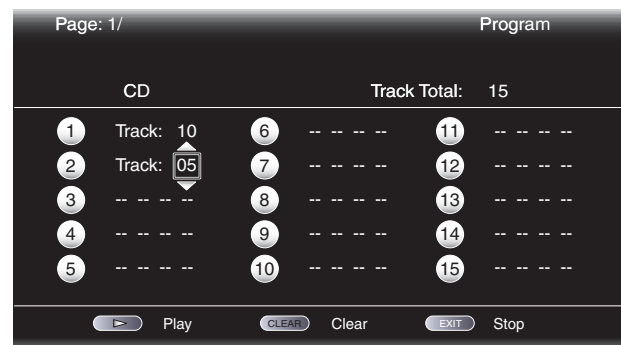 Page: 1/ Program
CD Track Total: 15
1 Track: 10 6 -- -- -- -- 11 -- -- -- --
2 Track: 05 7 -- -- -- -- 12 -- -- -- --
3 -- -- -- -- 8 -- -- -- -- 13 -- -- -- --
4 -- -- -- -- 9 -- -- -- -- 14 -- -- -- --
5 -- -- -- -- 10 -- -- -- -- 15 -- -- -- --
Play CLEAR Clear EXIT Stop